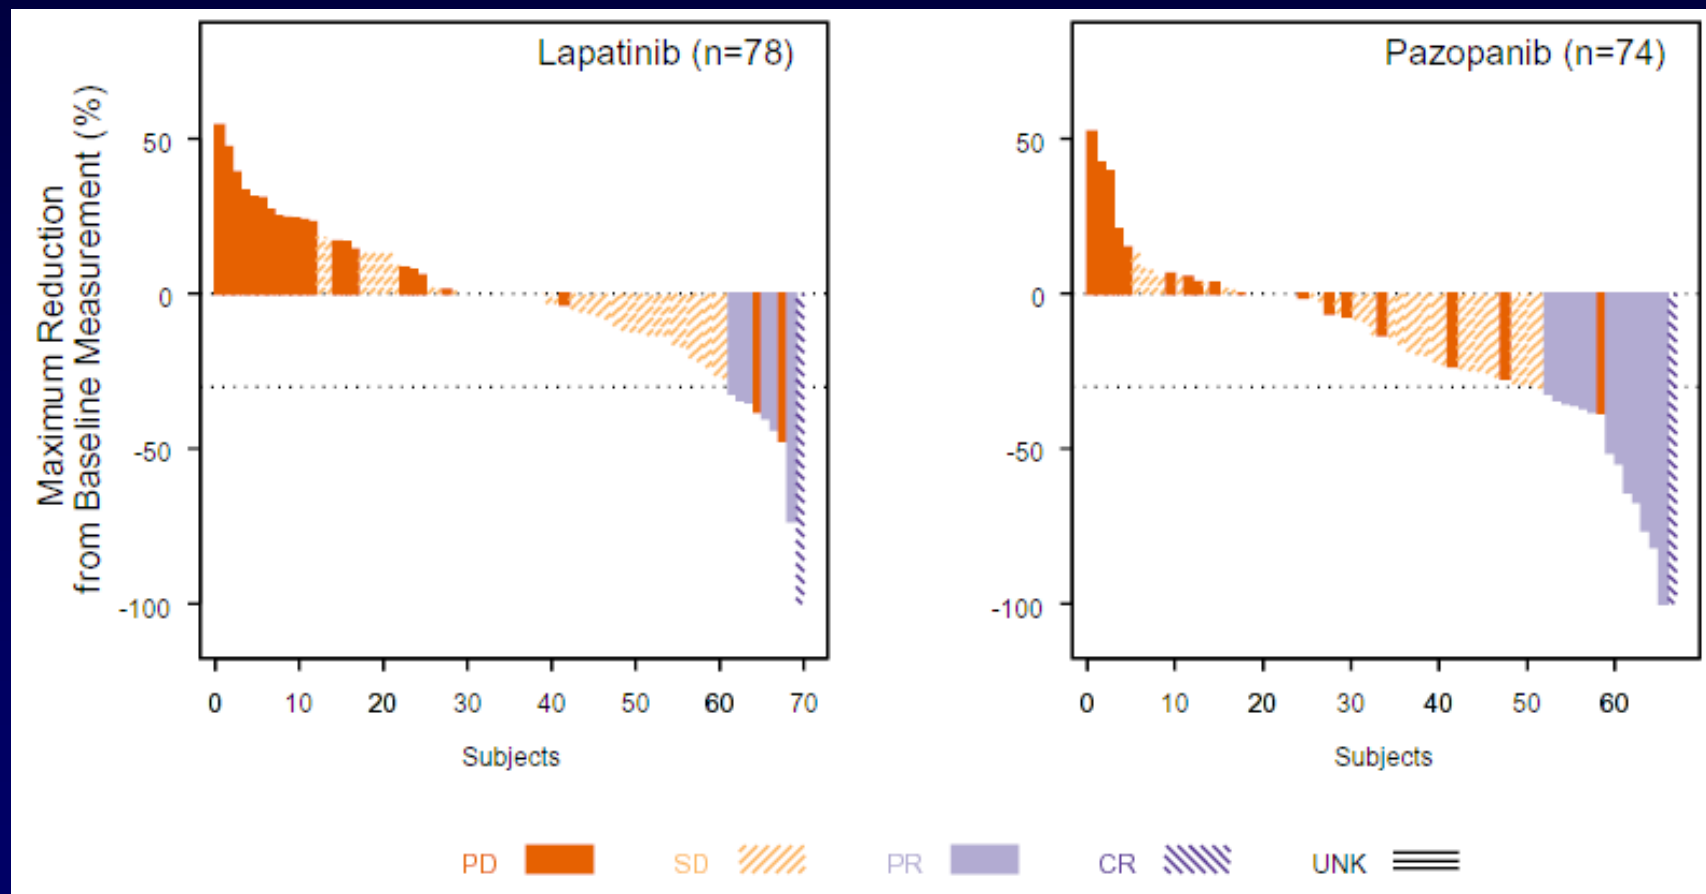 Lapatinib (n=78)
Maximum Reduction
from Baseline Measurement (%)
50
0
-50
-100
0 10 20 30 40 50 60 70
Subjects
Pazopanib (n=74)
50
0
-50
-100
0 10 20 30 40 50 60
Subjects
PD SD PR CR UNK